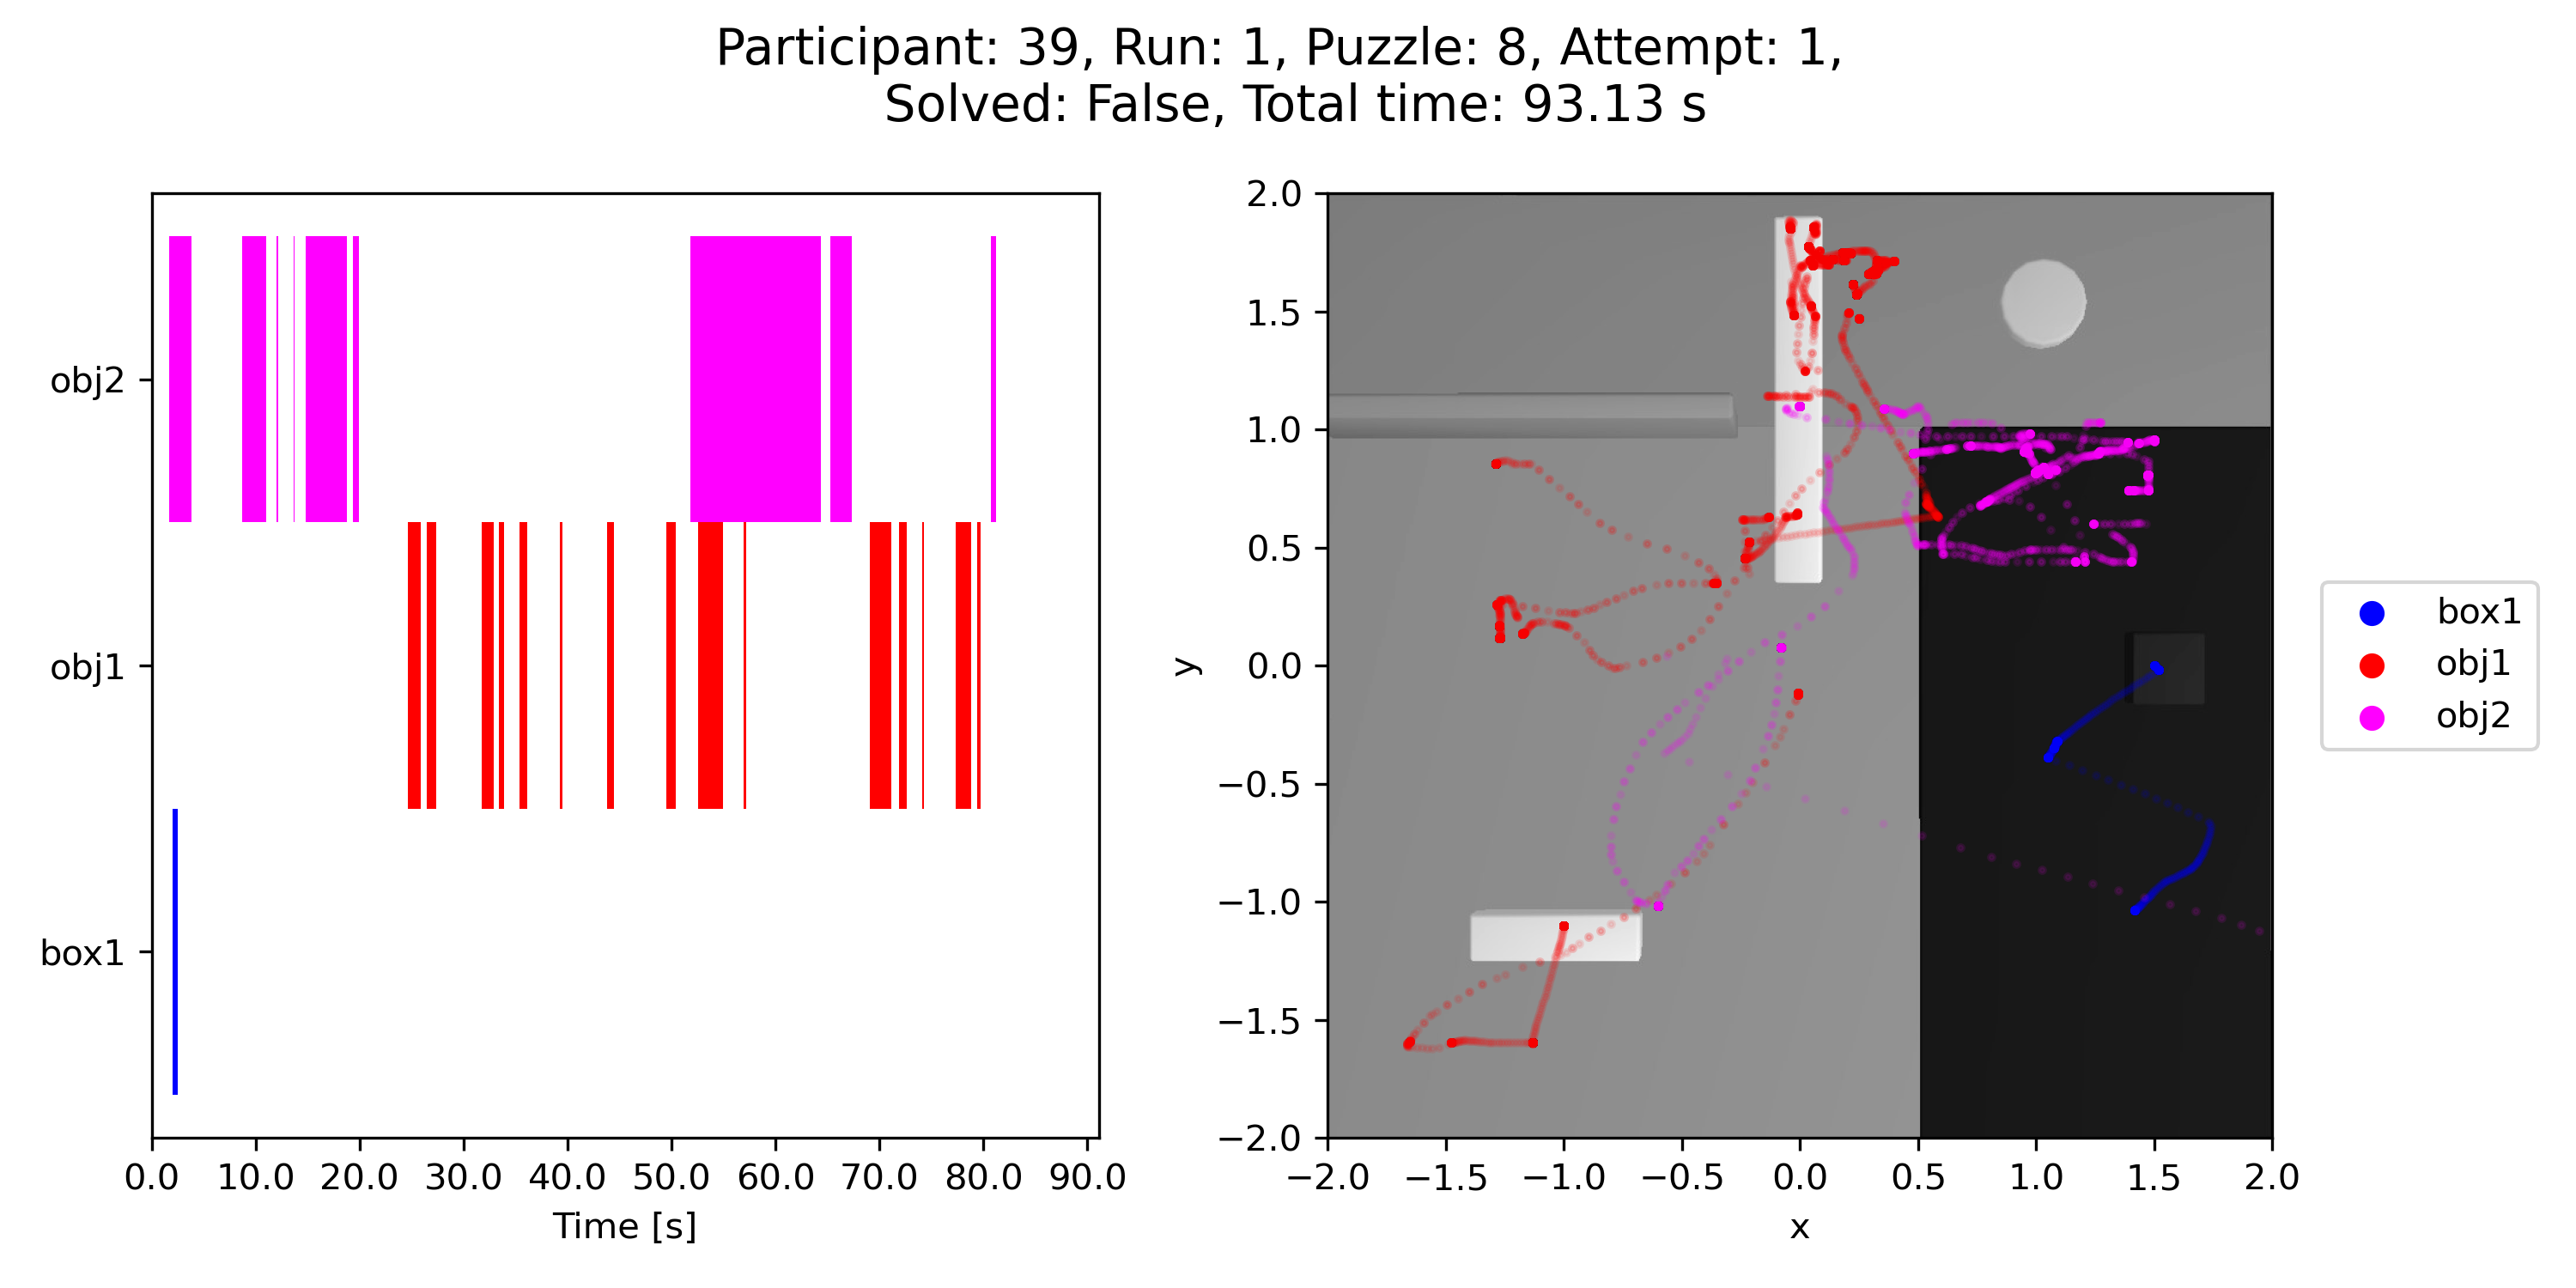 Participant: 39, Run: 1, Puzzle: 8, Attempt: 1,
Solved: False, Total time: 93.13 s
obj2
obj1
box1
0.0 10.0 20.0 30.0 40.0 50.0 60.0 70.0 80.0 90.0
Time [s]
2.0
1.5
1.0
0.5
0.0
−0.5
−1.0
−1.5
−2.0
y
−2.0 −1.5 −1.0 −0.5 0.0 0.5 1.0 1.5 2.0
x
box1
obj1
obj2